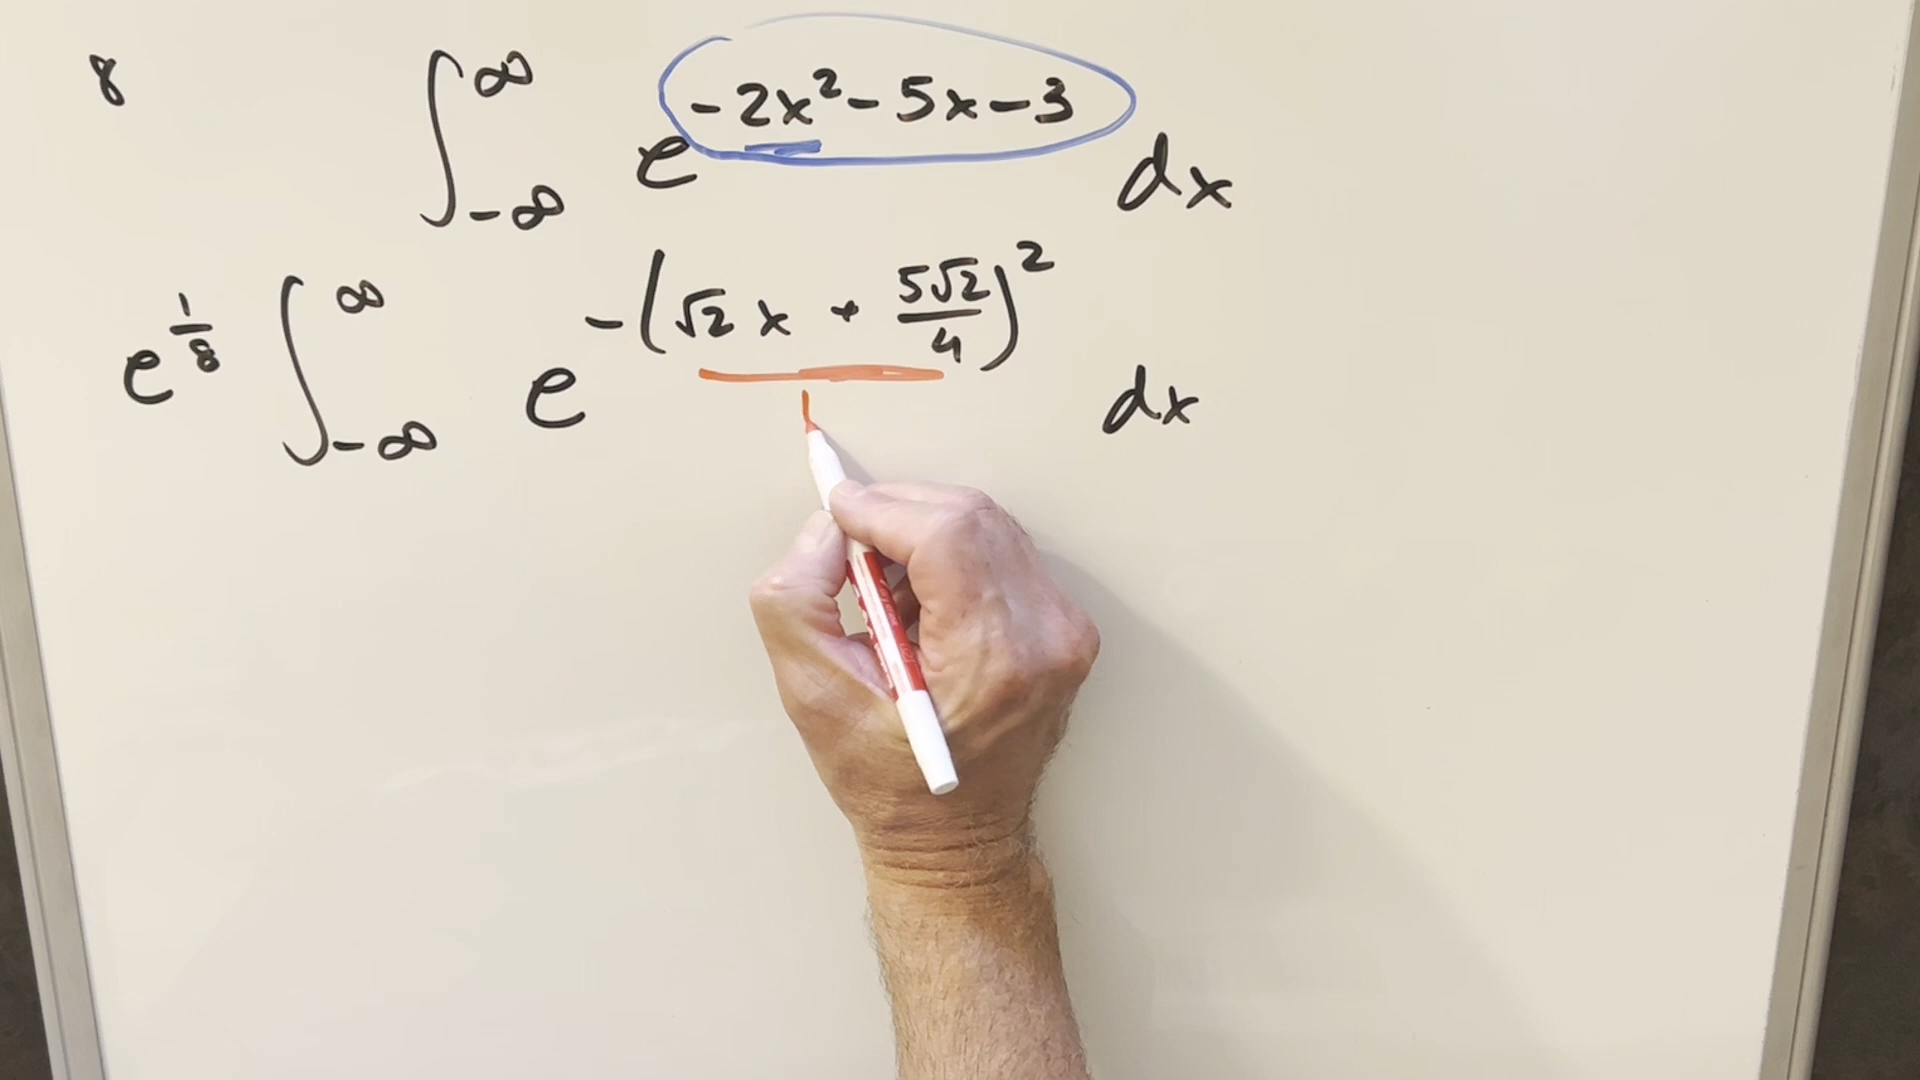 8 ∫_{-∞}^{∞} e^{-2x²-5x-3} dx
e^{1/8} ∫_{-∞}^{∞} e^{-(√2 x + 5√2/4)²} dx